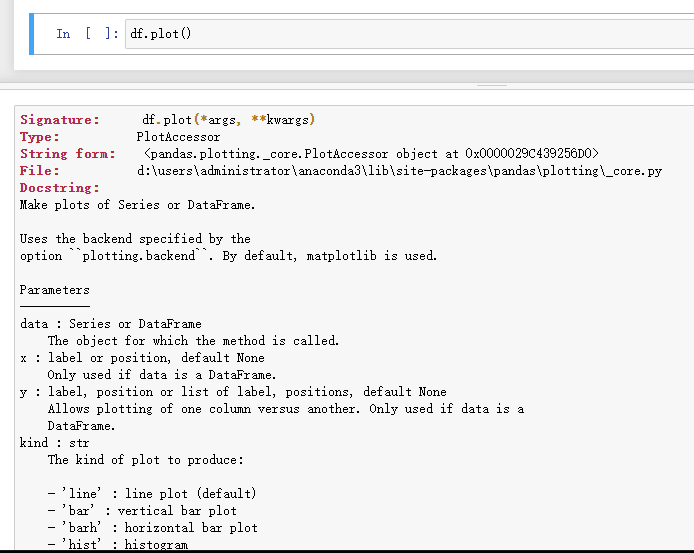 In [ ]: df.plot()
Signature: df.plot(*args, **kwargs)
Type: PlotAccessor
String form: <pandas.plotting._core.PlotAccessor object at 0x0000029C439256D0>
File: d:\users\administrator\anaconda3\lib\site-packages\pandas\plotting\_core.py
Docstring:
Make plots of Series or DataFrame.
Uses the backend specified by the
option ``plotting.backend``. By default, matplotlib is used.
Parameters
----------
data : Series or DataFrame
The object for which the method is called.
x : label or position, default None
Only used if data is a DataFrame.
y : label, position or list of label, positions, default None
Allows plotting of one column versus another. Only used if data is a
DataFrame.
kind : str
The kind of plot to produce:
- 'line' : line plot (default)
- 'bar' : vertical bar plot
- 'barh' : horizontal bar plot
- 'hist' : histogram